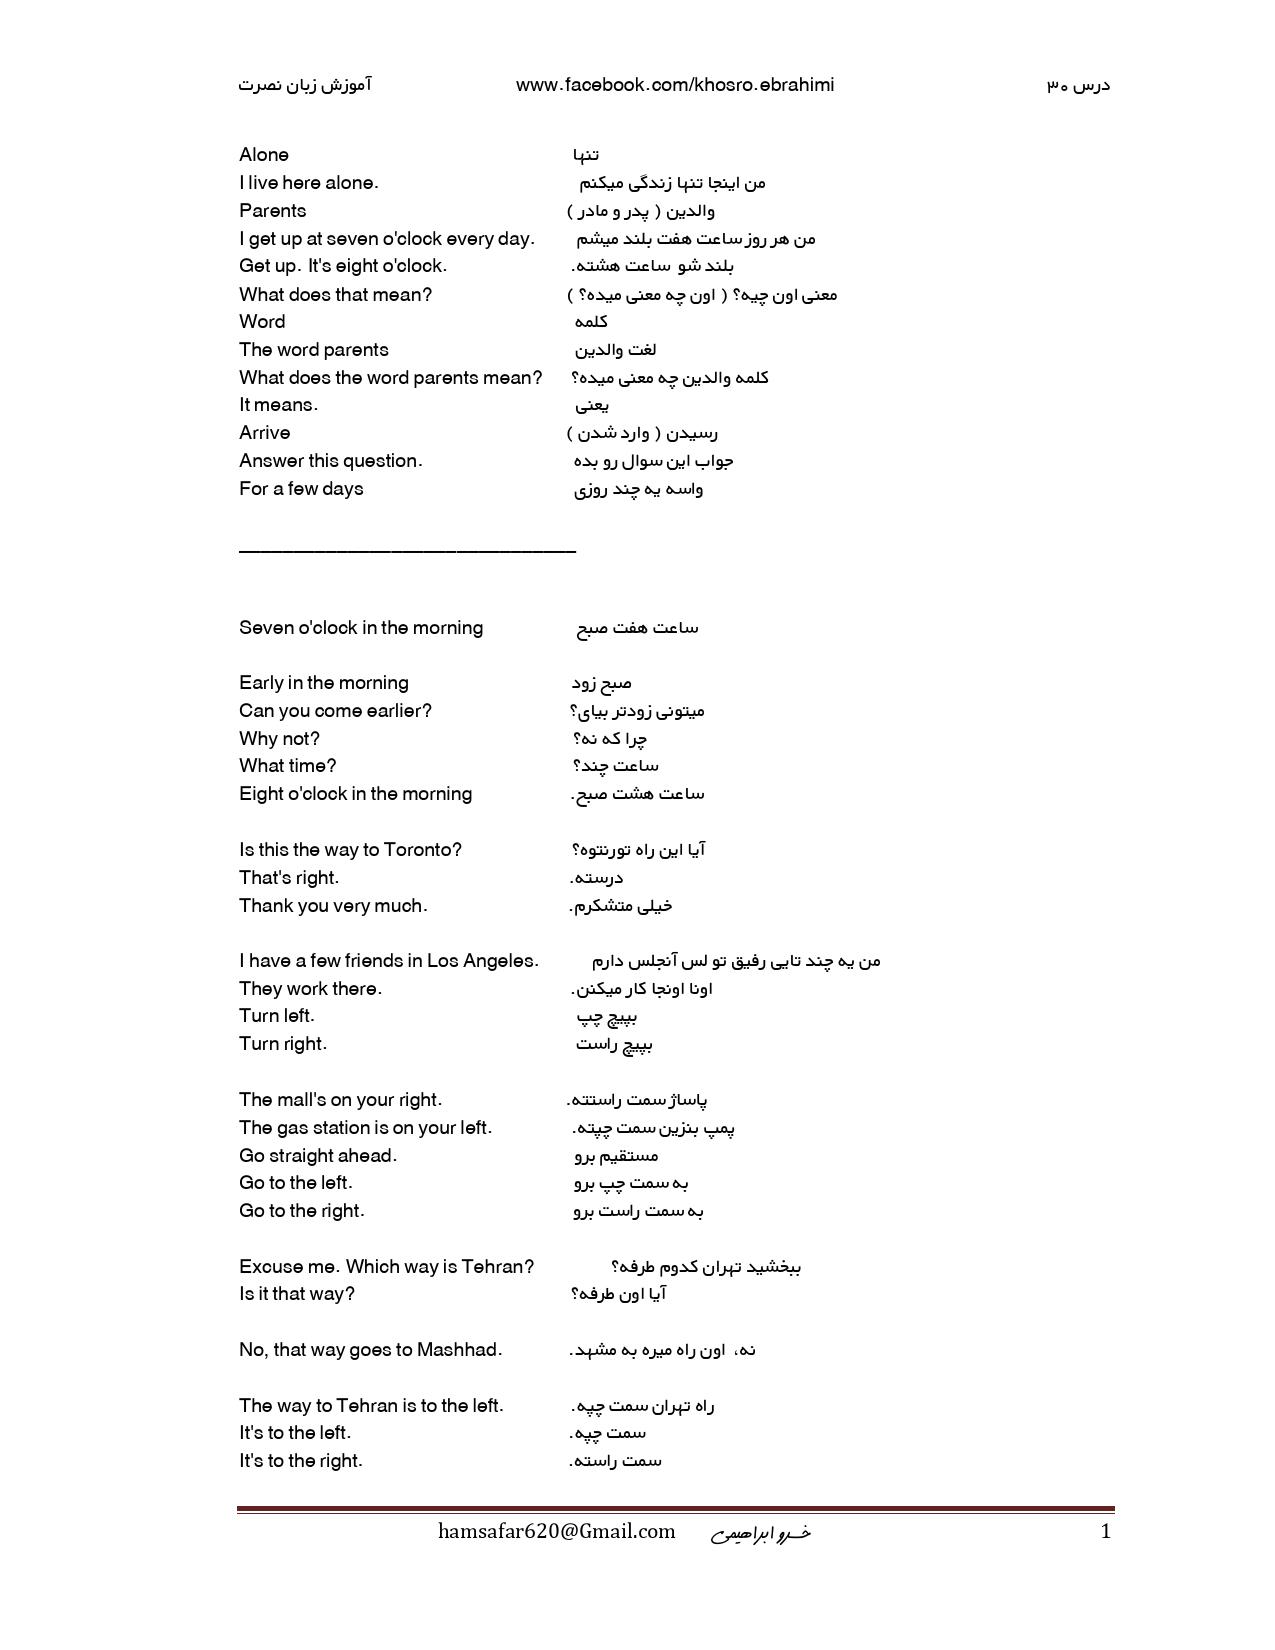 آموزش زبان نصرت www.facebook.com/khosro.ebrahimi درس ۳۰
Alone تنها
I live here alone. من اینجا تنها زندگی میکنم
Parents والدین ( پدر و مادر )
I get up at seven o'clock every day. من هر روز ساعت هفت بلند میشم
Get up. It's eight o'clock. بلند شو ساعت هشته.
What does that mean? معنی اون چیه؟ ( اون چه معنی میده؟ )
Word کلمه
The word parents لغت والدین
What does the word parents mean? کلمه والدین چه معنی میده؟
It means. یعنی
Arrive رسیدن ( وارد شدن )
Answer this question. جواب این سوال رو بده
For a few days واسه یه چند روزی
Seven o'clock in the morning ساعت هفت صبح
Early in the morning صبح زود
Can you come earlier? میتونی زودتر بیای؟
Why not? چرا که نه؟
What time? ساعت چند؟
Eight o'clock in the morning ساعت هشت صبح.
Is this the way to Toronto? آیا این راه تورنتوه؟
That's right. درسته.
Thank you very much. خیلی متشکرم.
I have a few friends in Los Angeles. من یه چند تایی رفیق تو لس آنجلس دارم
They work there. اونا اونجا کار میکنن.
Turn left. بپیچ چپ
Turn right. بپیچ راست
The mall's on your right. پاساژ سمت راستته.
The gas station is on your left. پمپ بنزین سمت چپته.
Go straight ahead. مستقیم برو
Go to the left. به سمت چپ برو
Go to the right. به سمت راست برو
Excuse me. Which way is Tehran? ببخشید تهران کدوم طرفه؟
Is it that way? آیا اون طرفه؟
No, that way goes to Mashhad. نه، اون راه میره به مشهد.
The way to Tehran is to the left. راه تهران سمت چپه.
It's to the left. سمت چپه.
It's to the right. سمت راسته.
hamsafar620@Gmail.com خسرو ابراهیمی 1